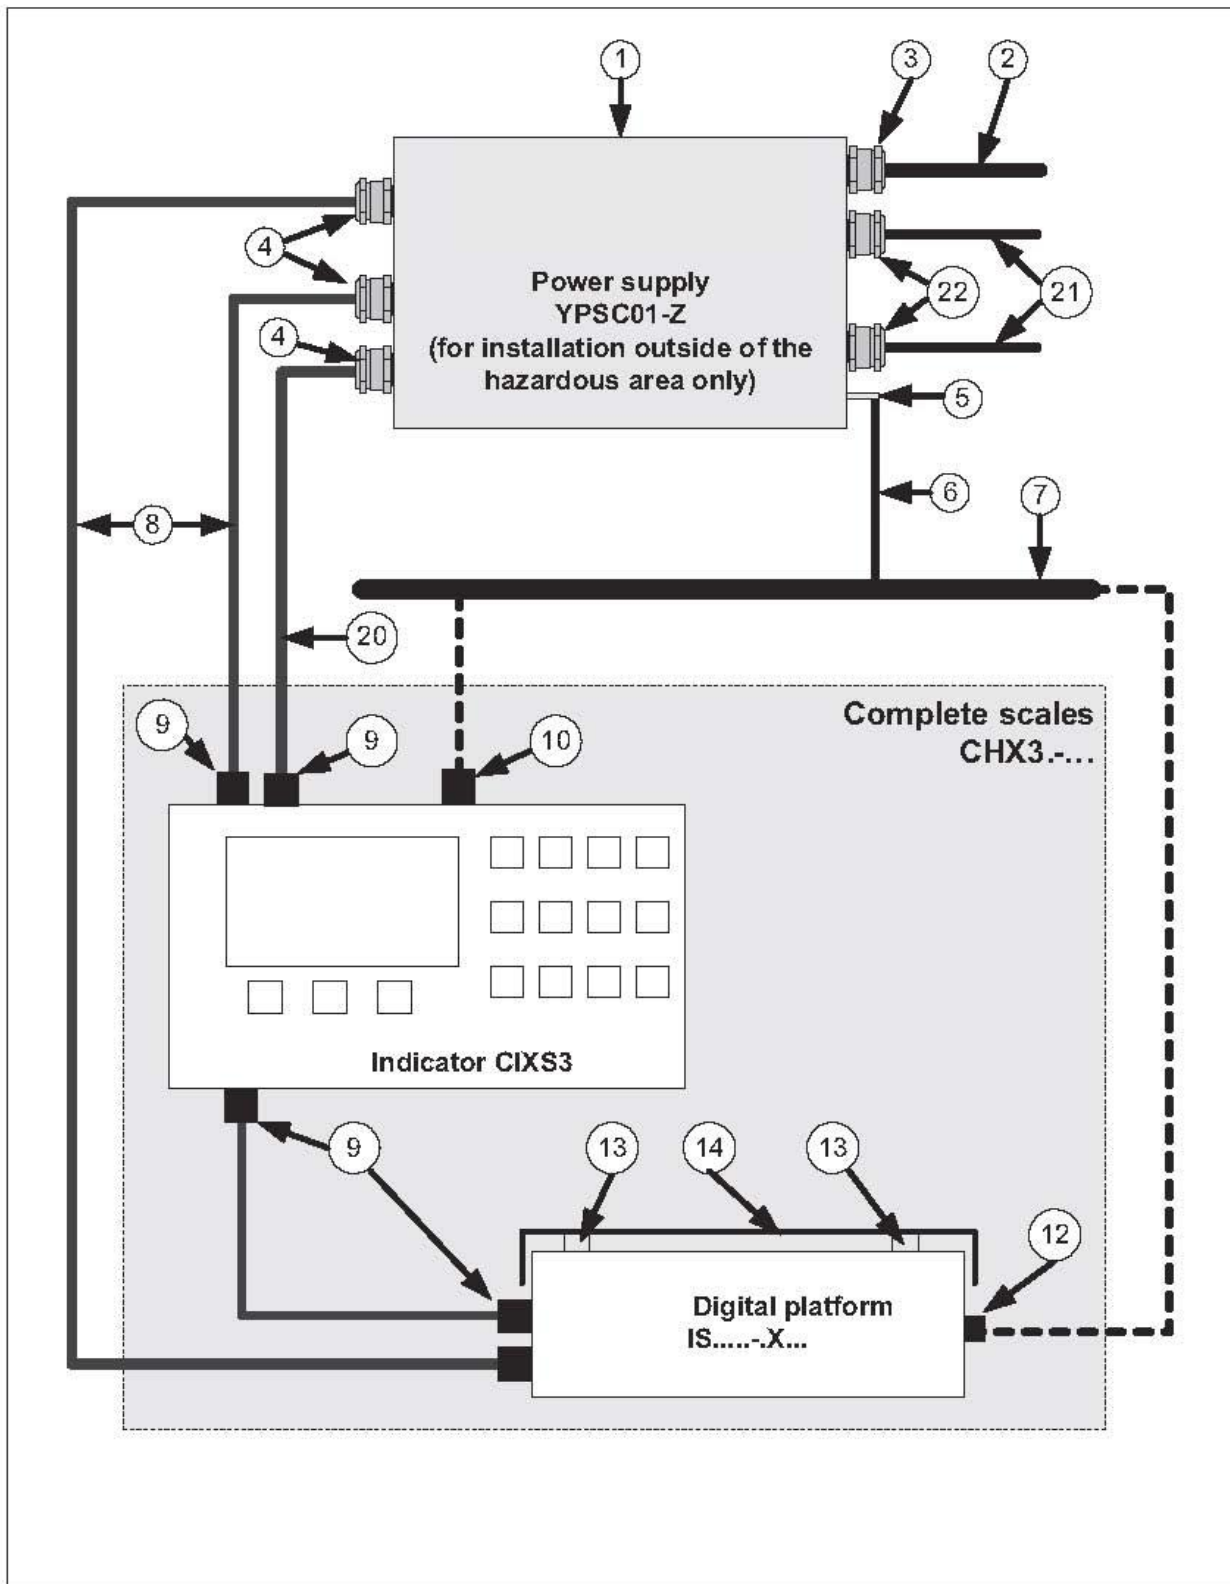 1
3
2
4
Power supply
YPSC01-Z
(for installation outside of the
hazardous area only)
22
21
4
5
6
7
8
20
Complete scales
CHX3.-...
9
9
10
Indicator CIXS3
9
13
14
13
12
Digital platform
IS.....-.X...